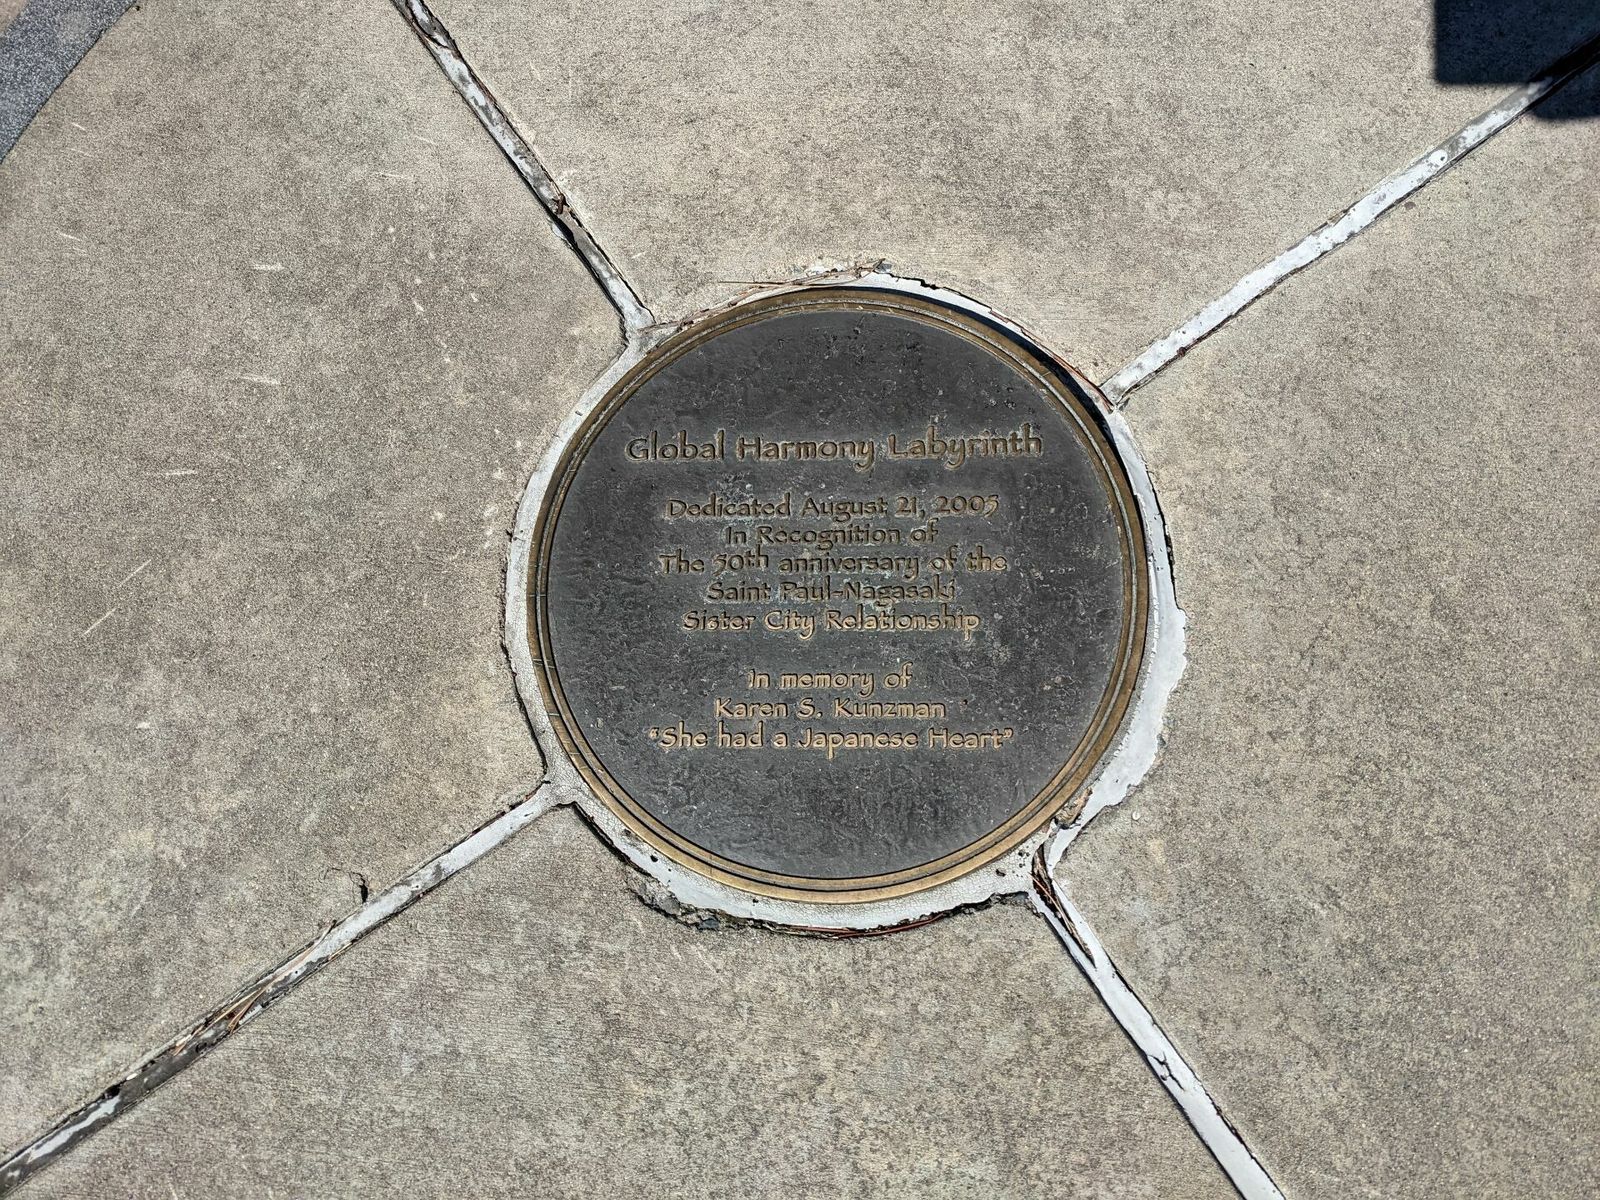 Global Harmony Labyrinth
Dedicated August 21, 2005
In Recognition of
The 50th anniversary of the
Saint Paul-Nagasaki
Sister City Relationship
In memory of
Karen S. Kunzman
"She had a Japanese Heart"